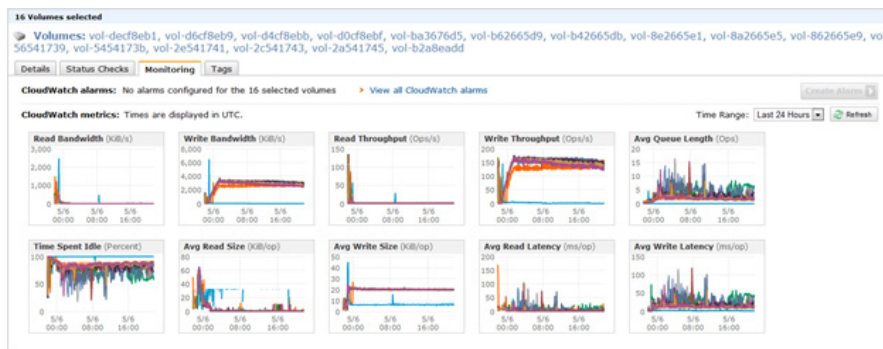 16 Volumes selected
Volumes: vol-decf8eb1, vol-d6cf8eb9, vol-d4cf8ebb, vol-d0cf8ebf, vol-ba3676d5, vol-b62665d9, vol-b42665db, vol-8e2665e1, vol-8a2665e5, vol-862665e9, vo
56541739, vol-5454173b, vol-2e541741, vol-2c541743, vol-2a541745, vol-b2a8eadd
Details Status Checks Monitoring Tags
CloudWatch alarms: No alarms configured for the 16 selected volumes View all CloudWatch alarms Create Alarm
CloudWatch metrics: Times are displayed in UTC. Time Range: Last 24 Hours Refresh
Read Bandwidth (KiB/s)
3,000
2,000
1,000
0
5/6 5/6 5/6
00:00 08:00 16:00
Write Bandwidth (KiB/s)
8,000
6,000
4,000
2,000
0
5/6 5/6 5/6
00:00 08:00 16:00
Read Throughput (Ops/s)
150
100
50
0
5/6 5/6 5/6
00:00 08:00 16:00
Write Throughput (Ops/s)
200
150
100
50
0
5/6 5/6 5/6
00:00 08:00 16:00
Avg Queue Length (Ops)
20
15
10
5
0
5/6 5/6 5/6
00:00 08:00 16:00
Time Spent Idle (Percent)
100
50
0
5/6 5/6 5/6
00:00 08:00 16:00
Avg Read Size (KiB/op)
80
60
40
20
0
5/6 5/6 5/6
00:00 08:00 16:00
Avg Write Size (KiB/op)
50
40
30
20
10
0
5/6 5/6 5/6
00:00 08:00 16:00
Avg Read Latency (ms/op)
200
150
100
50
0
5/6 5/6 5/6
00:00 08:00 16:00
Avg Write Latency (ms/op)
150
100
50
0
5/6 5/6 5/6
00:00 08:00 16:00